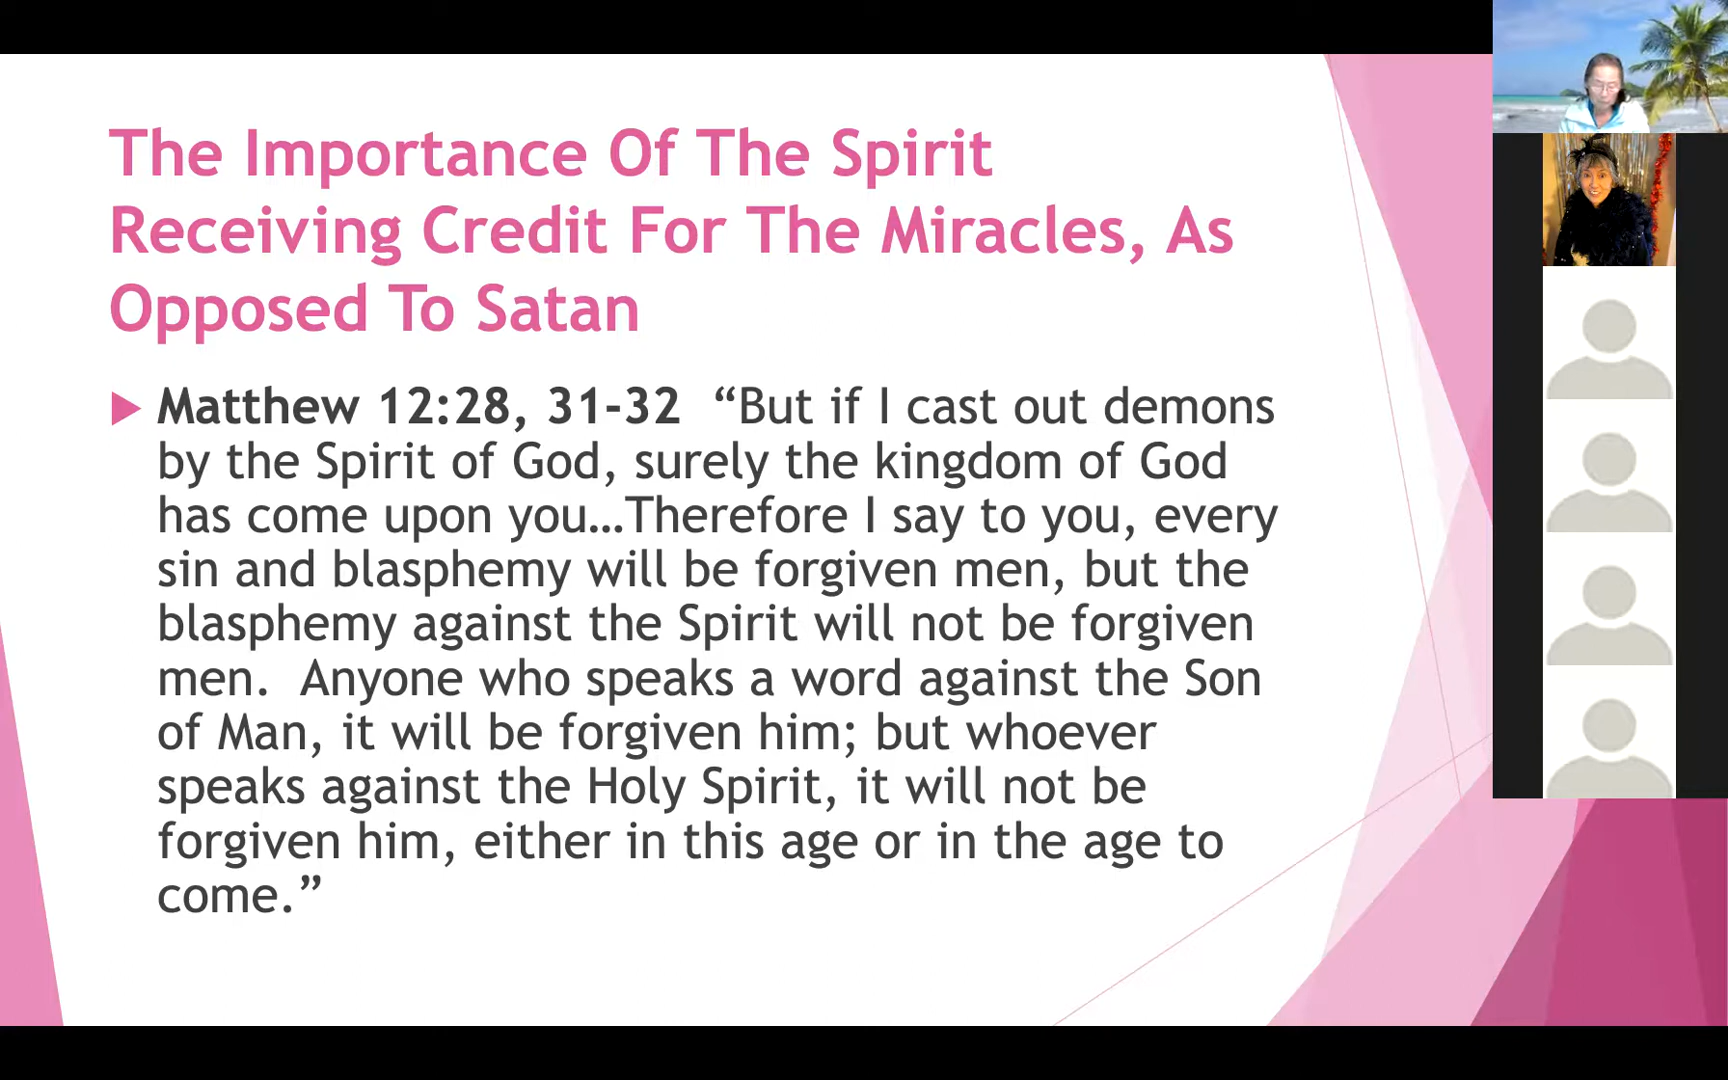 The Importance Of The Spirit
Receiving Credit For The Miracles, As
Opposed To Satan
Matthew 12:28, 31-32  “But if I cast out demons
by the Spirit of God, surely the kingdom of God
has come upon you…Therefore I say to you, every
sin and blasphemy will be forgiven men, but the
blasphemy against the Spirit will not be forgiven
men.  Anyone who speaks a word against the Son
of Man, it will be forgiven him; but whoever
speaks against the Holy Spirit, it will not be
forgiven him, either in this age or in the age to
come.”